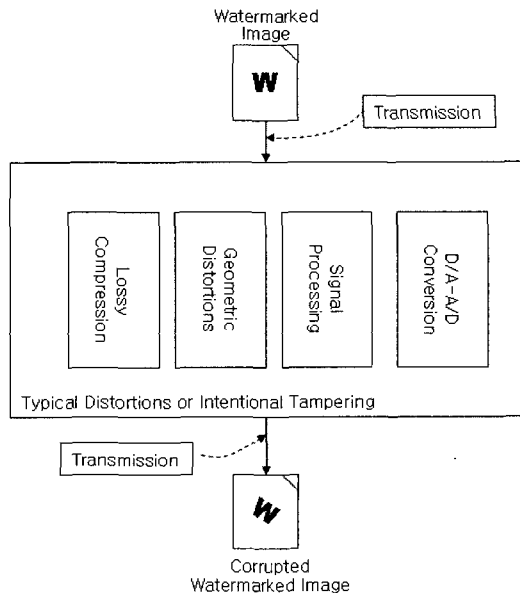 Watermarked
Image
W
Transmission
Lossy
Compression
Geometric
Distortions
Signal
Processing
D/A-A/D
Conversion
Typical Distortions or Intentional Tampering
Transmission
W
Corrupted
Watermarked Image